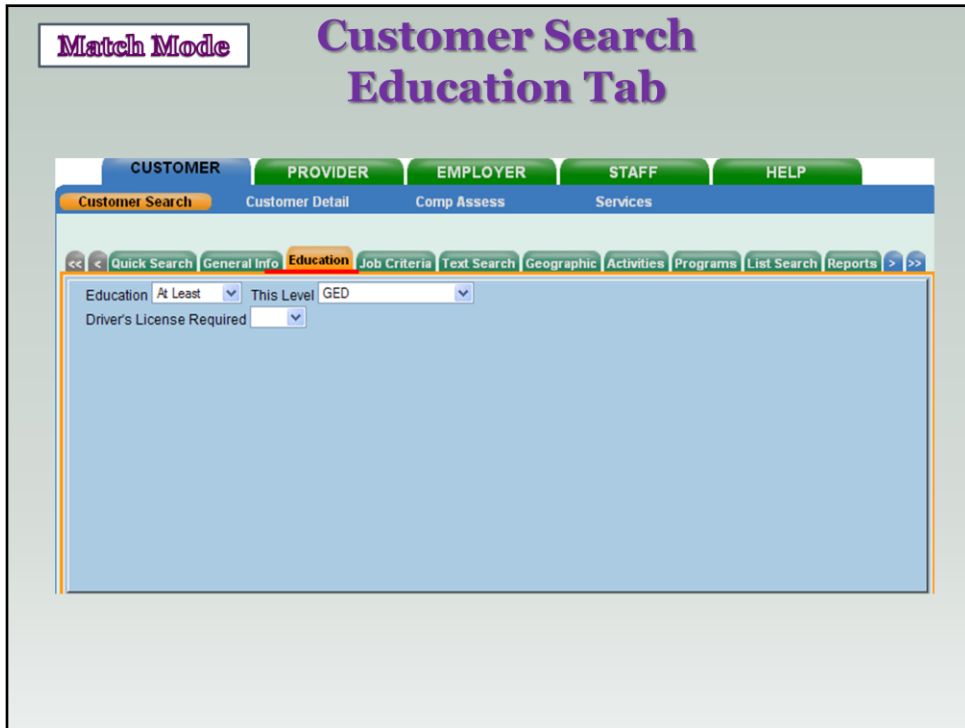 Match Mode
Customer Search
Education Tab
CUSTOMER PROVIDER EMPLOYER STAFF HELP
Customer Search Customer Detail Comp Assess Services
<< < Quick Search General Info Education Job Criteria Text Search Geographic Activities Programs List Search Reports > >>
Education At Least This Level GED
Driver's License Required